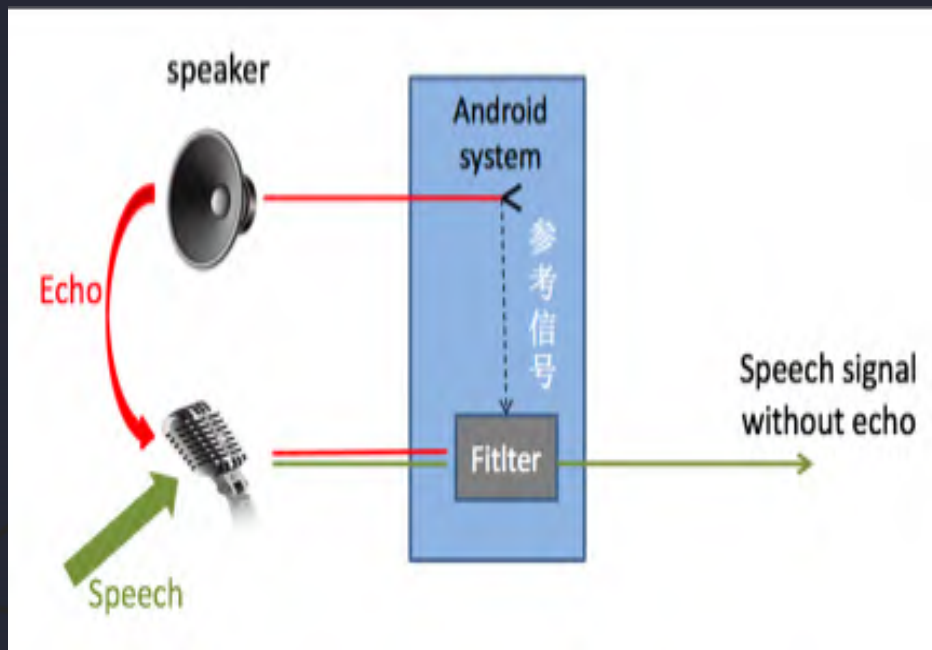 speaker
Android
system
参
考
信
号
Echo
Speech signal
without echo
Fitlter
Speech